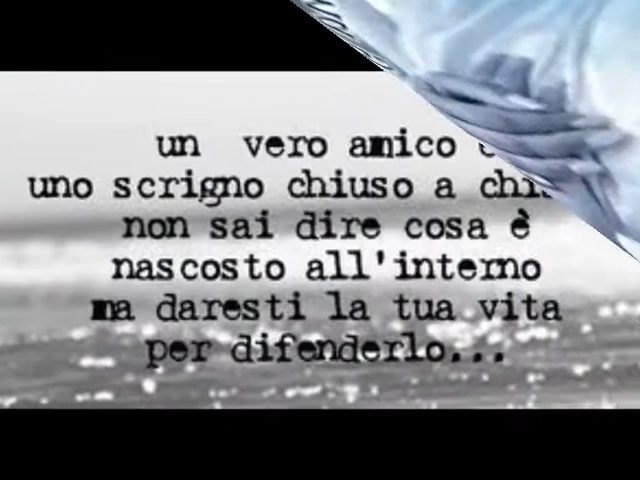 un vero amico
uno scrigno chiuso a
non sai dire cosa è
nascosto all'interno
ma daresti la tua vita
per difenderlo...